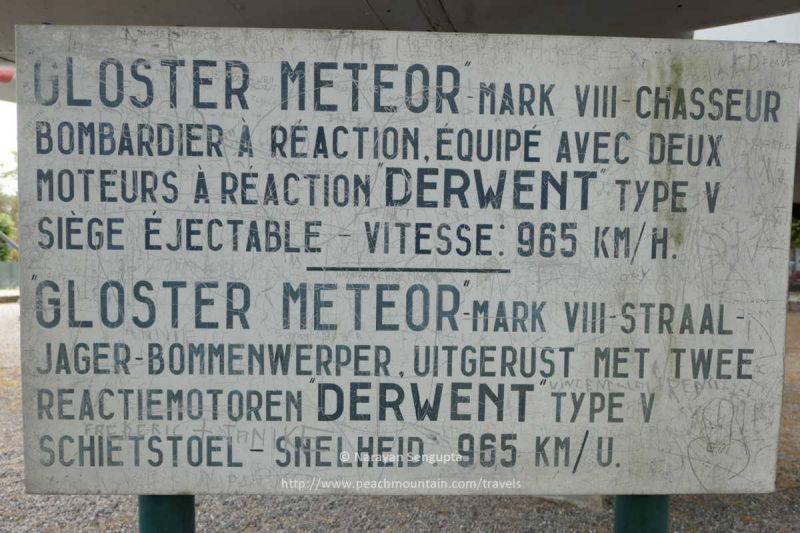 "GLOSTER METEOR"-MARK VIII-CHASSEUR
BOMBARDIER À RÉACTION, ÉQUIPÉ AVEC DEUX
MOTEURS À RÉACTION "DERWENT" TYPE V
SIÈGE ÉJECTABLE - VITESSE: 965 KM/H.
"GLOSTER METEOR"-MARK VIII-STRAAL-
JAGER-BOMMENWERPER, UITGERUST MET TWEE
REACTIEMOTOREN "DERWENT" TYPE V
SCHIETSTOEL - SNELHEID 965 KM/U.
© Narayan Sengupta
http://www.peachmountain.com/travels